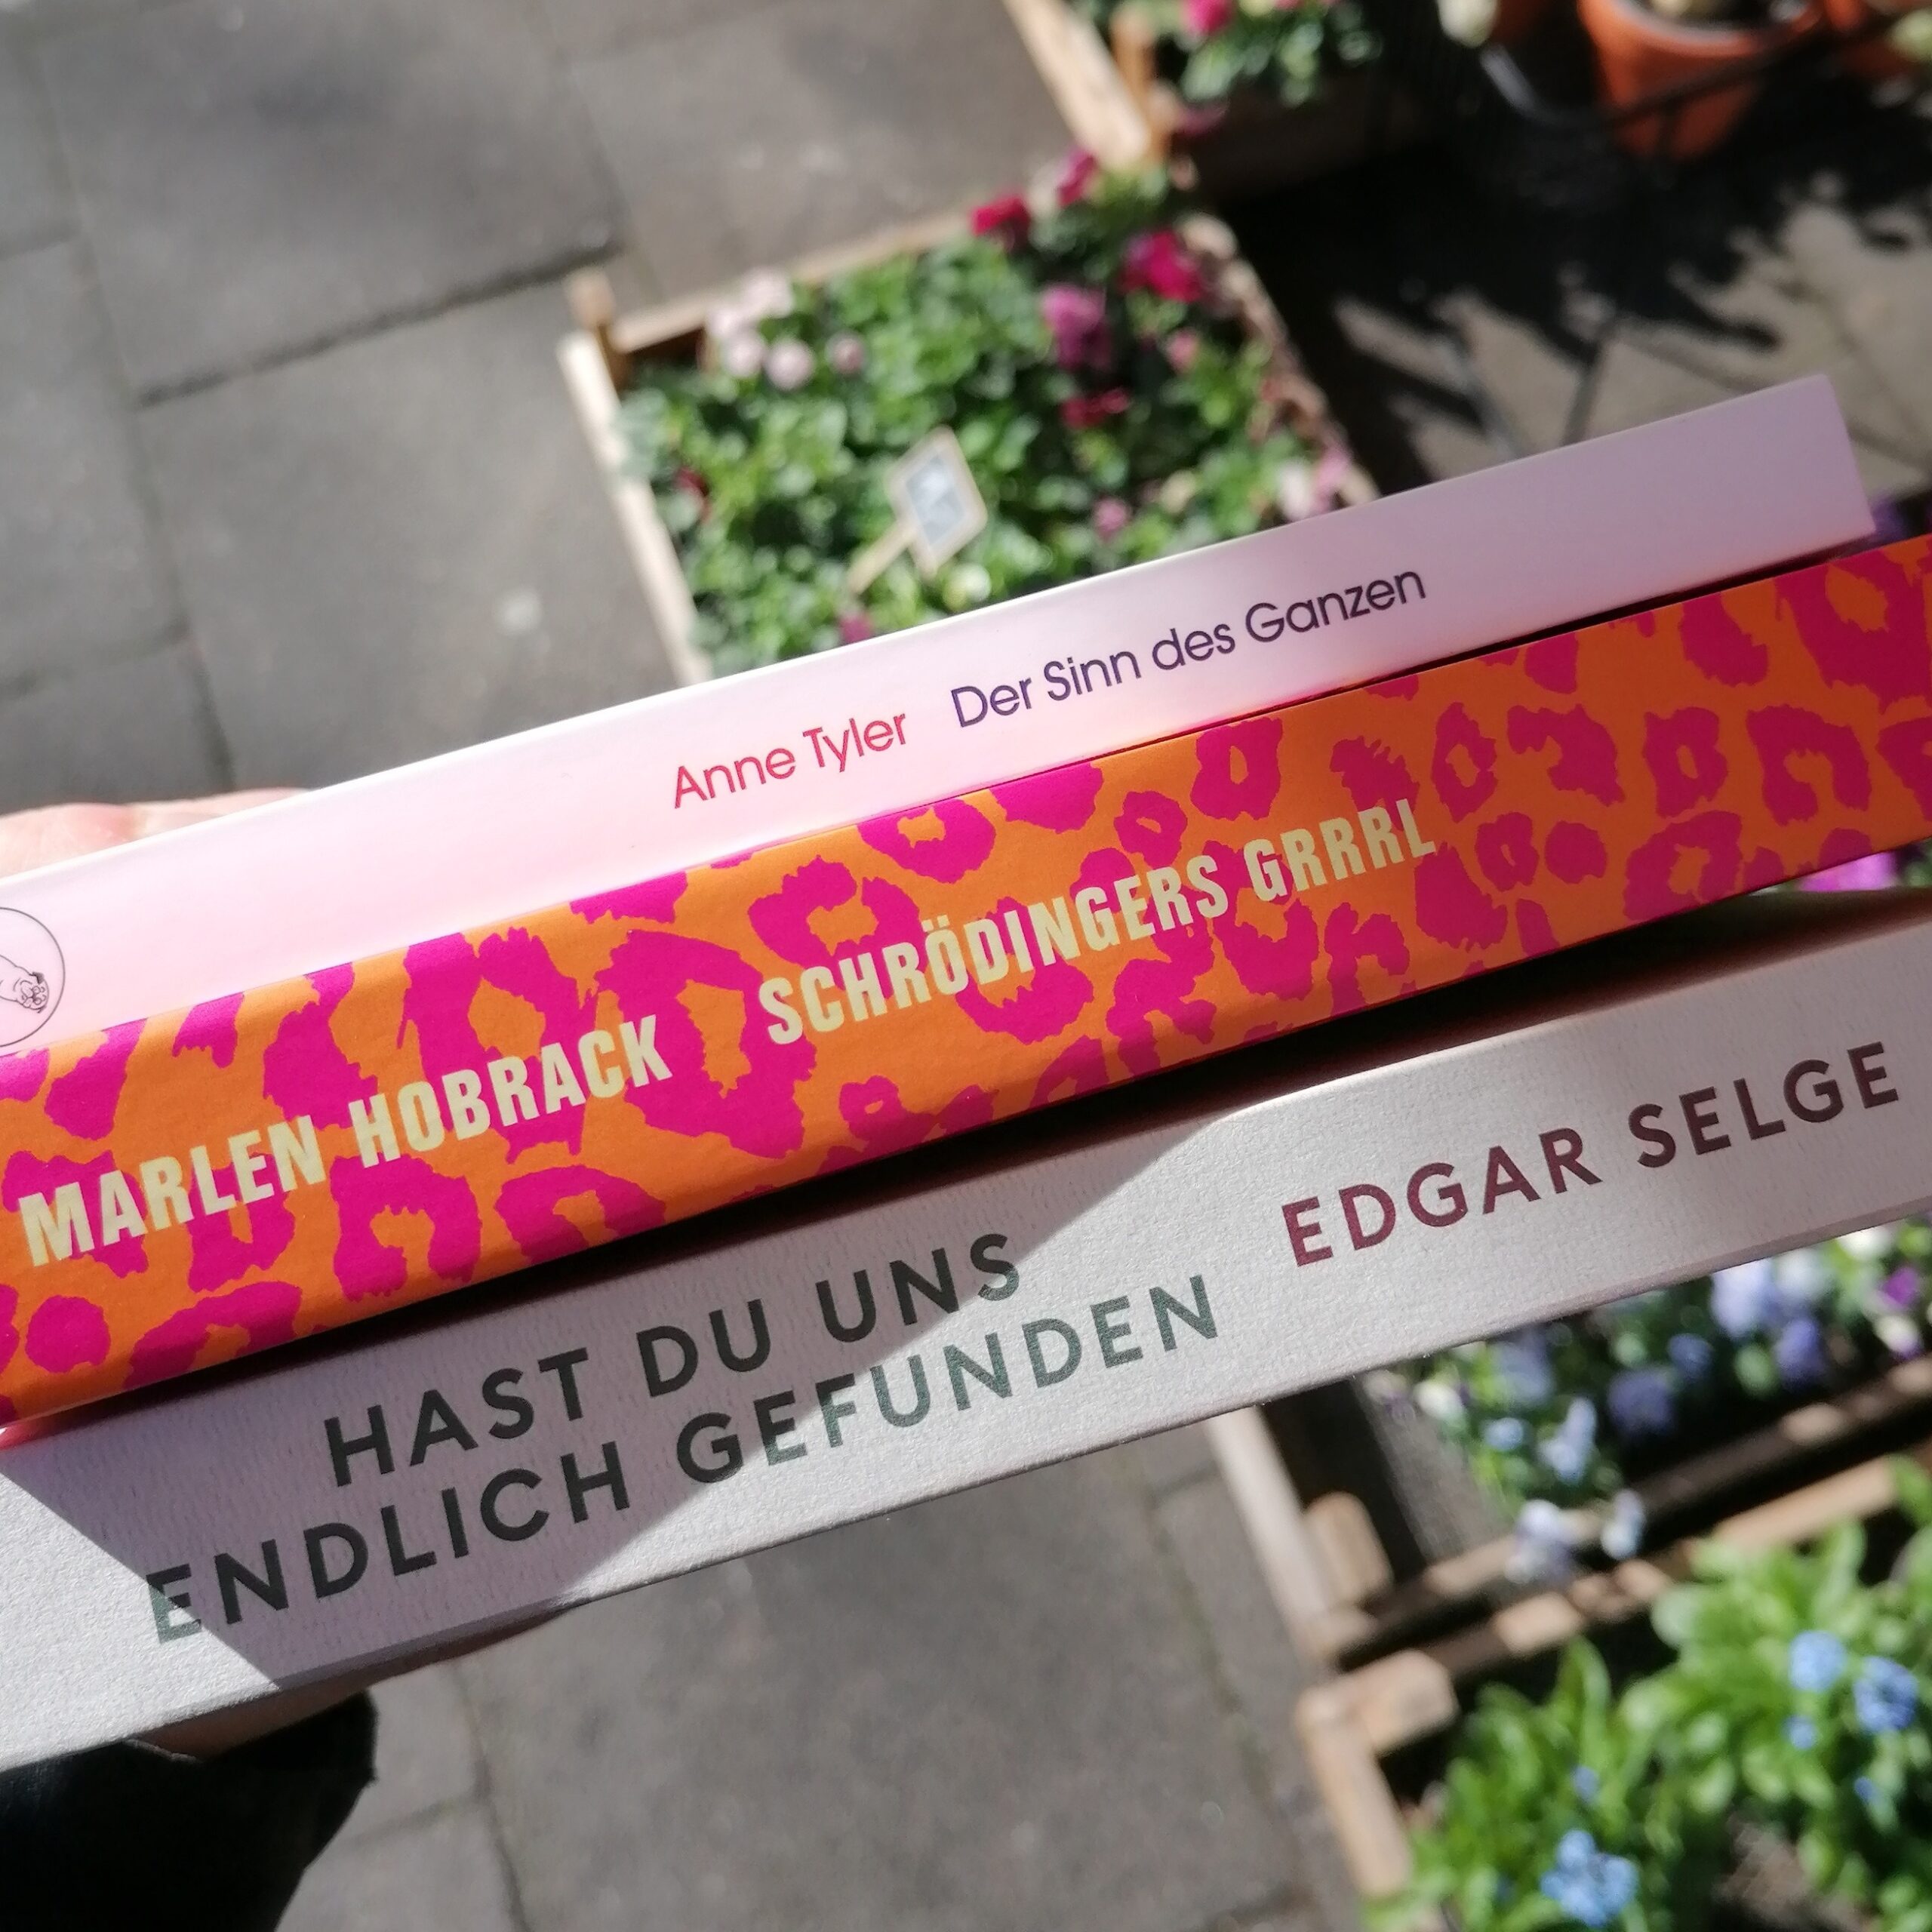 Anne Tyler Der Sinn des Ganzen
MARLEN HOBRACK SCHRÖDINGERS GRRRL
HAST DU UNS
ENDLICH GEFUNDEN
EDGAR SELGE